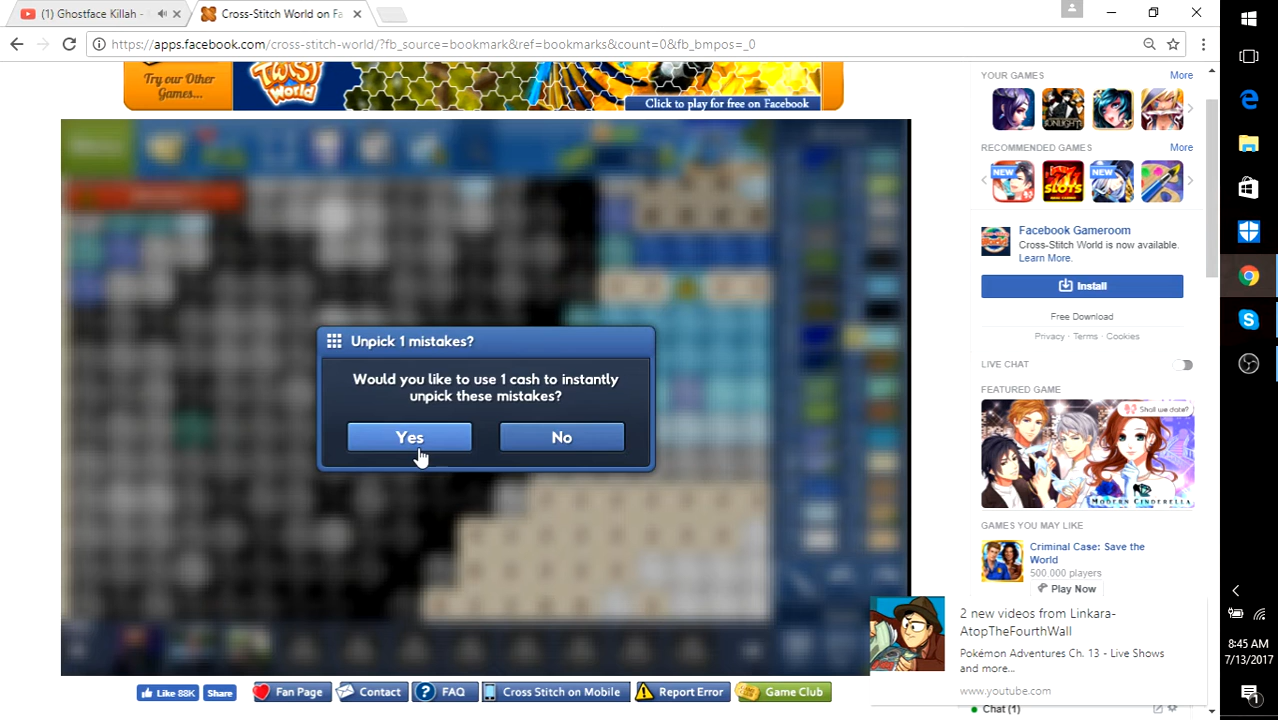 (1) Ghostface Killah -
Cross-Stitch World on Fa
https://apps.facebook.com/cross-stitch-world/?fb_source=bookmark&ref=bookmarks&count=0&fb_bmpos=_0
Try our Other
Games...
TWIST
World
Click to play for free on Facebook
YOUR GAMES
More
RECOMMENDED GAMES
More
NEW
SLOTS
NEW
Facebook Gameroom
Cross-Stitch World is now available.
Learn More.
Install
Free Download
Privacy · Terms · Cookies
LIVE CHAT
FEATURED GAME
Shall we date?
MODERN CINDERELLA
GAMES YOU MAY LIKE
Criminal Case: Save the
World
500,000 players
Play Now
Unpick 1 mistakes?
Would you like to use 1 cash to instantly
unpick these mistakes?
Yes
No
2 new videos from Linkara-
AtopTheFourthWall
Pokémon Adventures Ch. 13 - Live Shows
and more...
www.youtube.com
Like 88K
Share
Fan Page
Contact
FAQ
Cross Stitch on Mobile
Report Error
Game Club
Chat (1)
8:45 AM
7/13/2017
1